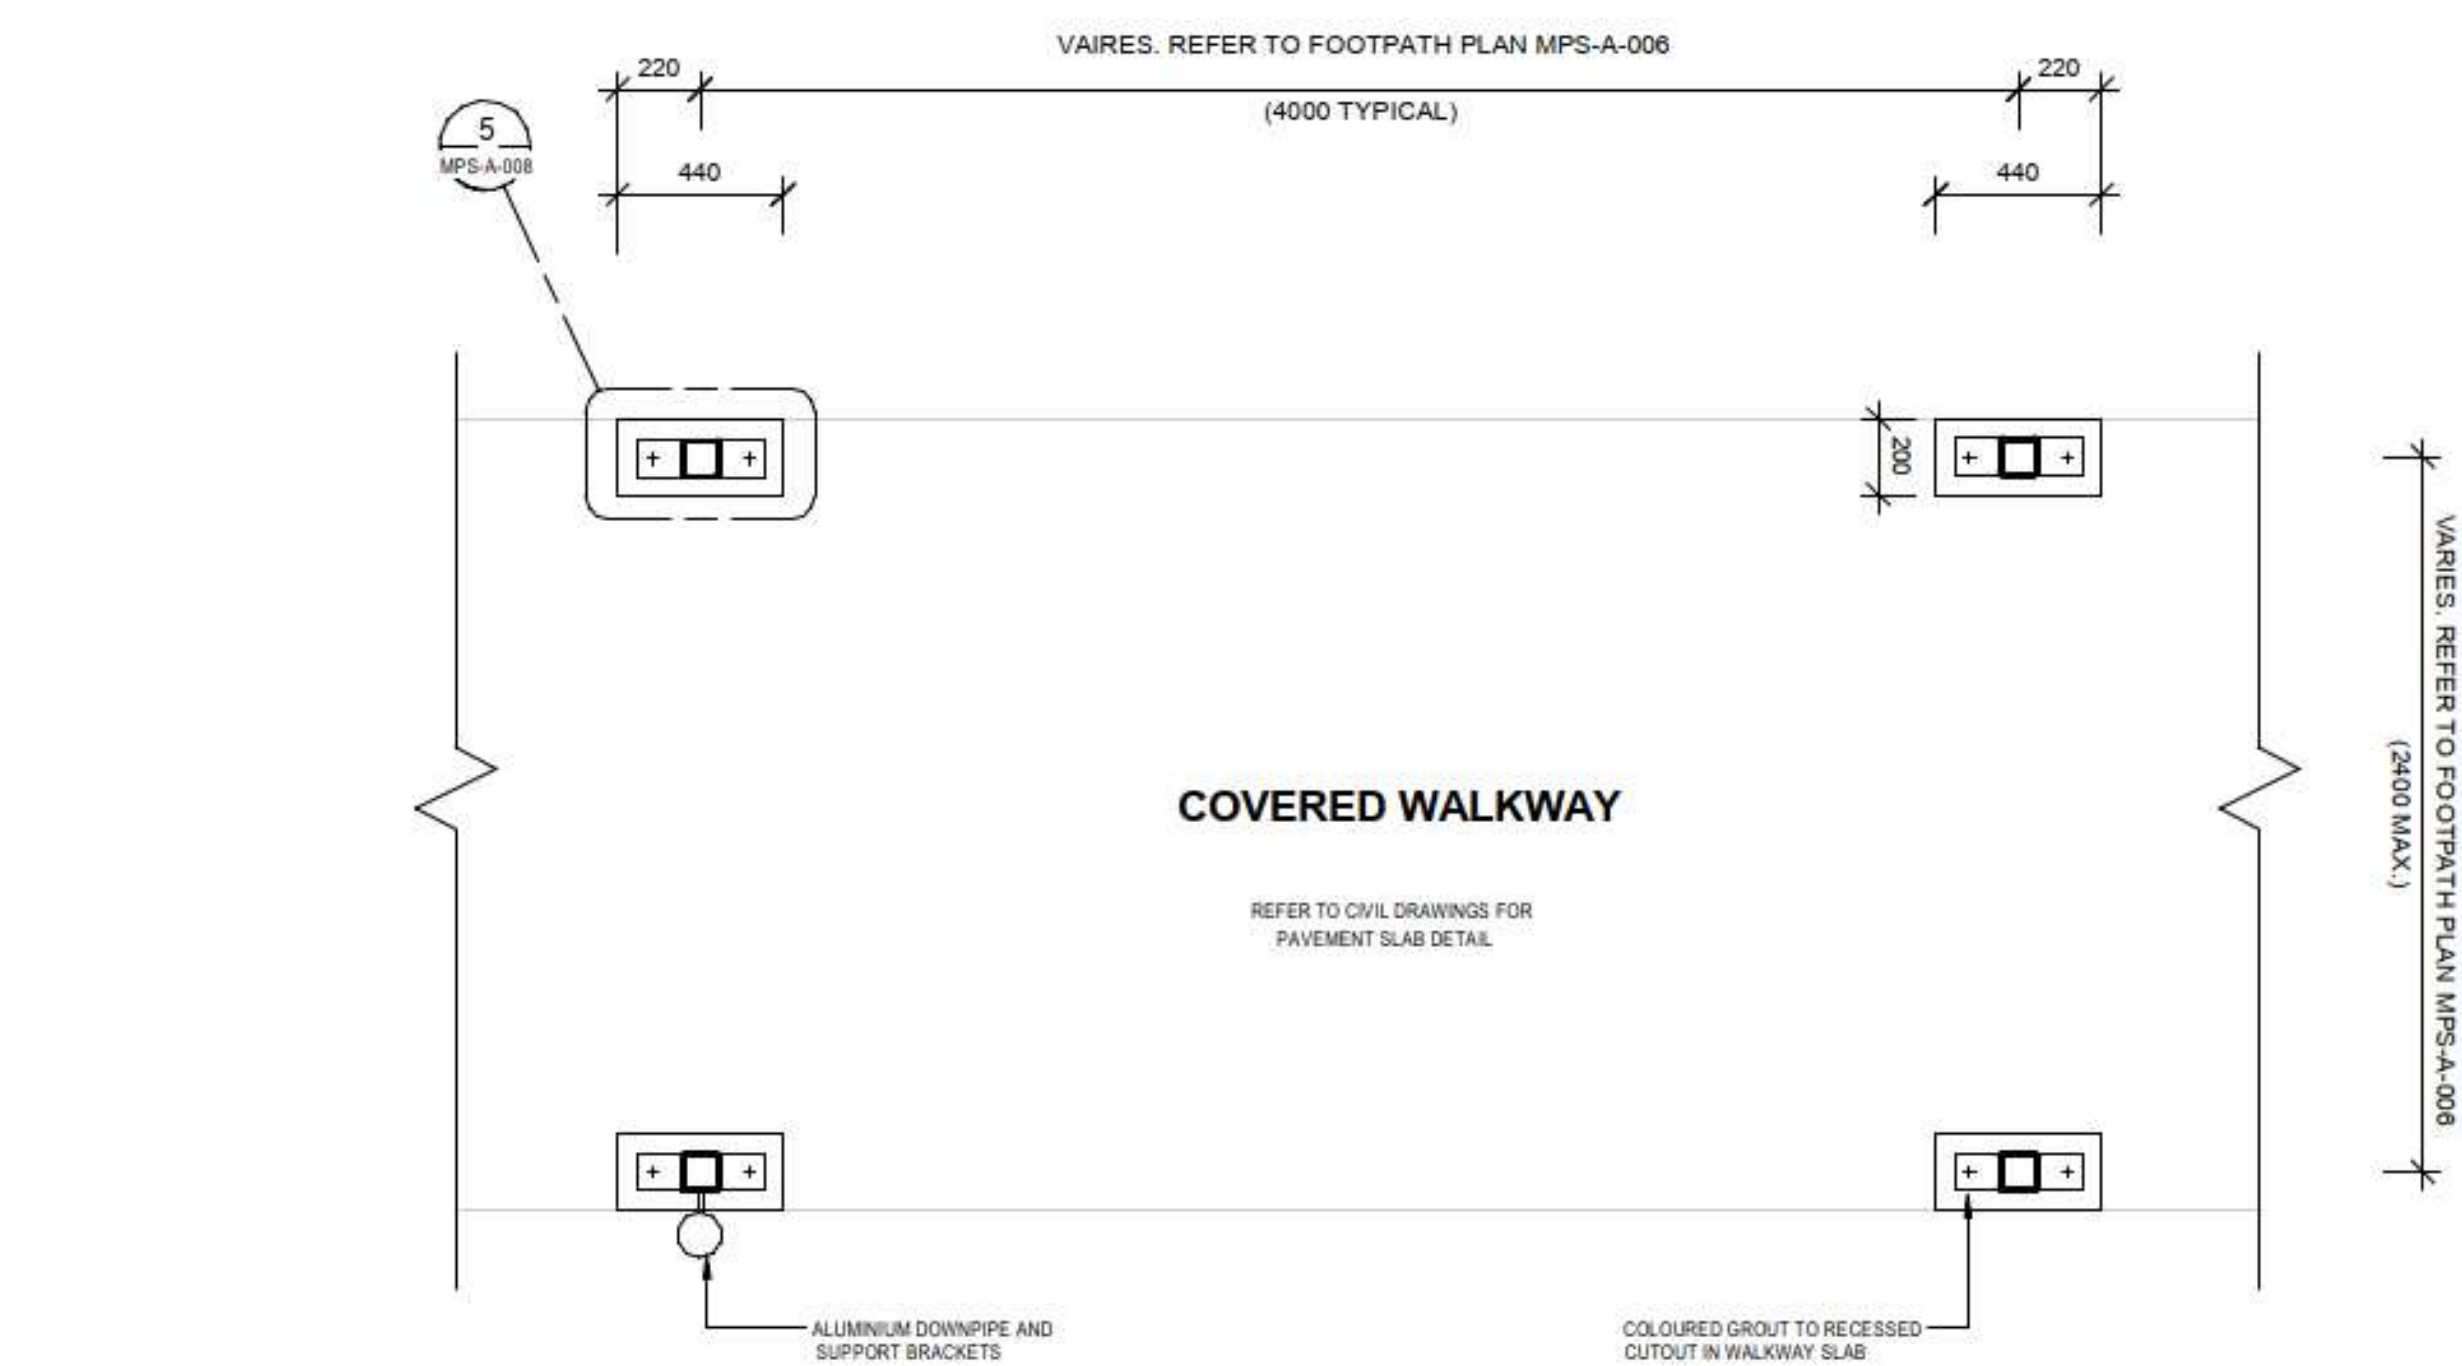 VAIRES. REFER TO FOOTPATH PLAN MPS-A-006
220
220
(4000 TYPICAL)
5
MPS-A-008
440
440
200
VARIES. REFER TO FOOTPATH PLAN MPS-A-006
(2400 MAX.)
COVERED WALKWAY
REFER TO CIVIL DRAWINGS FOR
PAVEMENT SLAB DETAIL
ALUMINIUM DOWNPIPE AND
SUPPORT BRACKETS
COLOURED GROUT TO RECESSED
CUTOUT IN WALKWAY SLAB